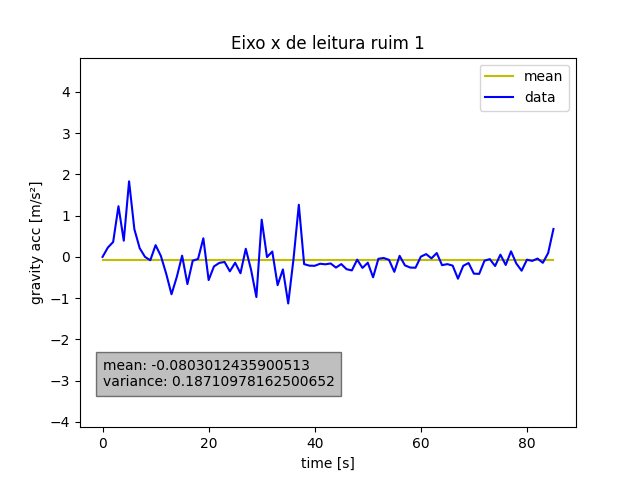 Eixo x de leitura ruim 1
mean
data
gravity acc [m/s²]
4
3
2
1
0
−1
−2
−3
−4
mean: -0.0803012435900513
variance: 0.18710978162500652
0
20
40
60
80
time [s]